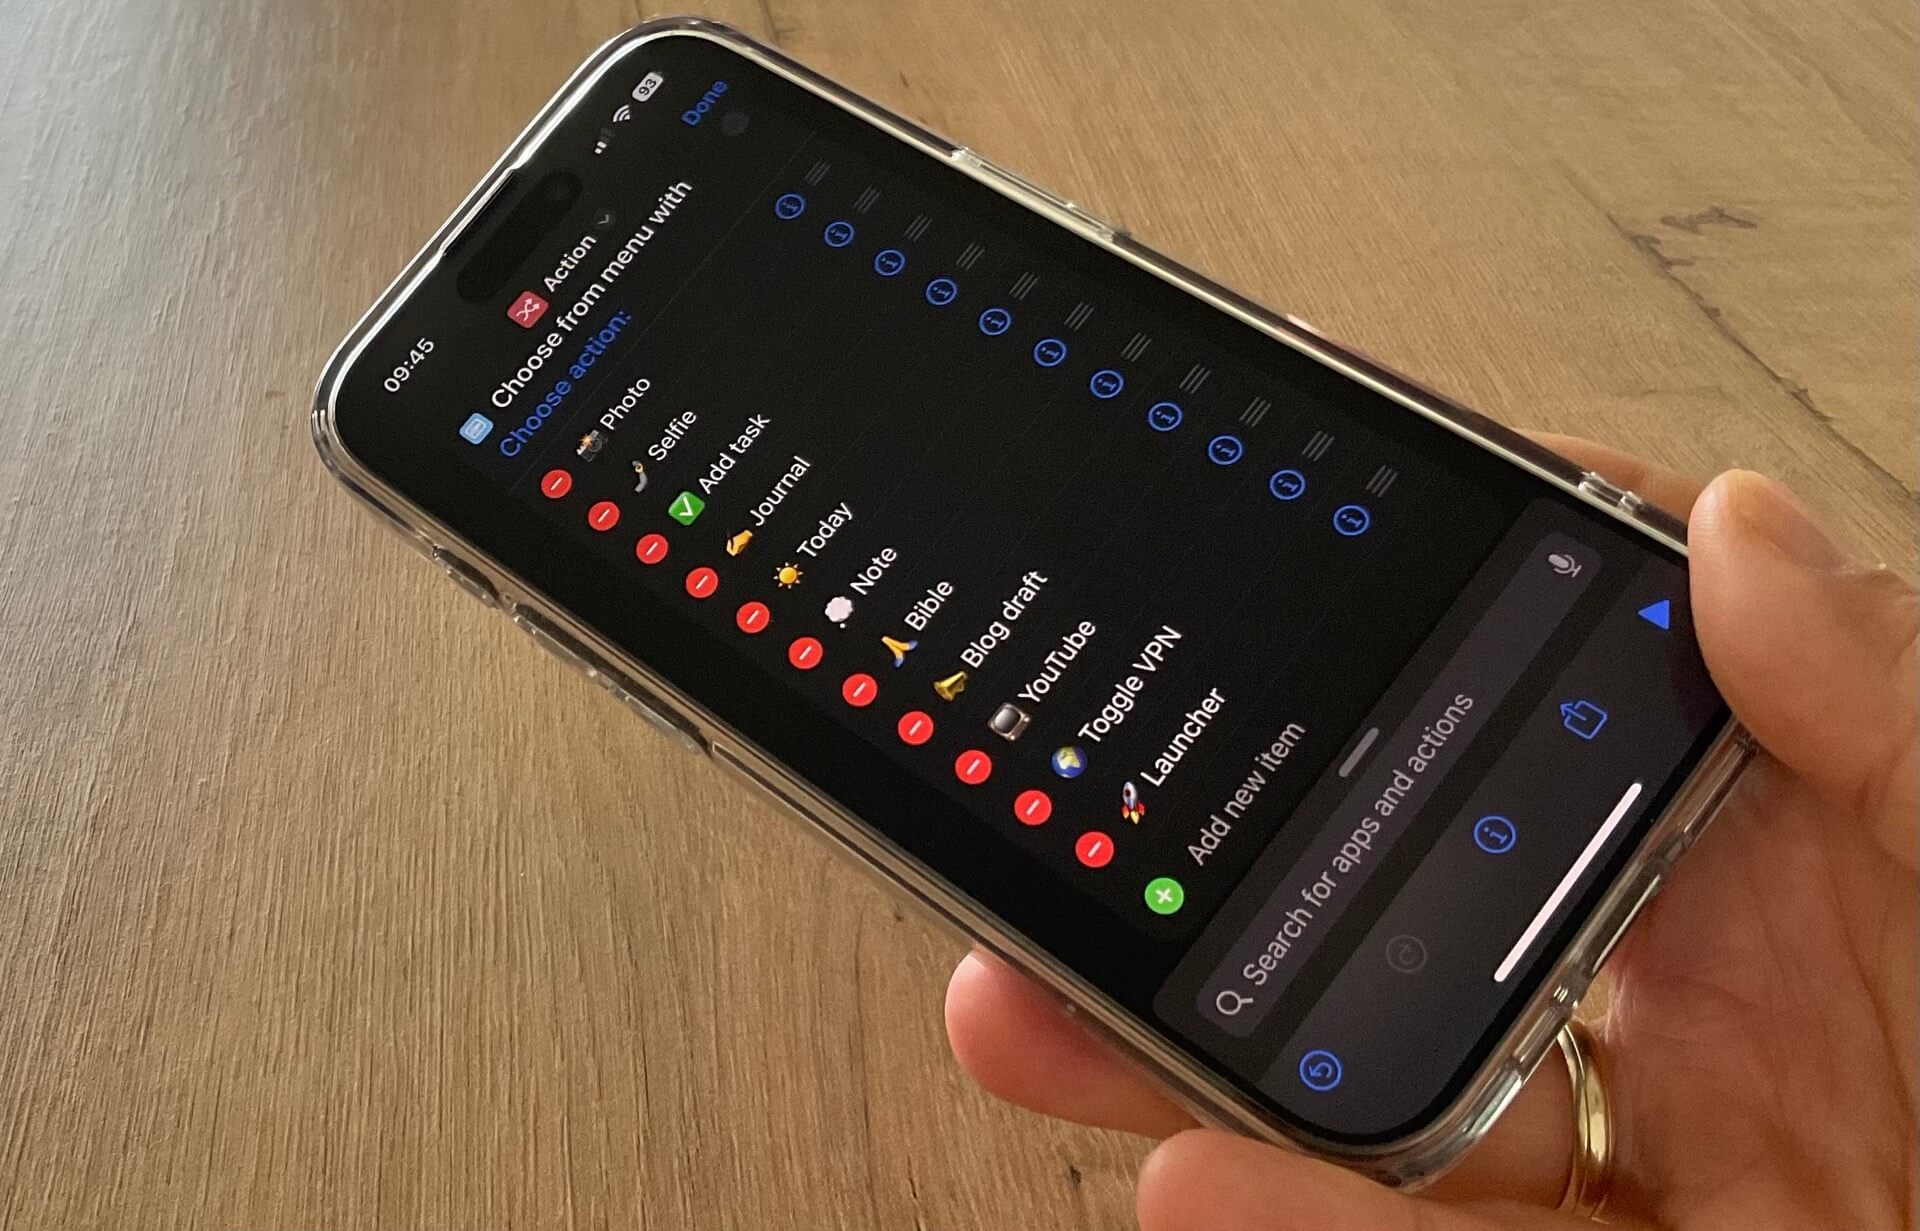 09:45
93
Action
Done
Choose from menu with
Choose action:
Photo
Selfie
Add task
Journal
Today
Note
Bible
Blog draft
YouTube
Toggle VPN
Launcher
Add new item
Search for apps and actions